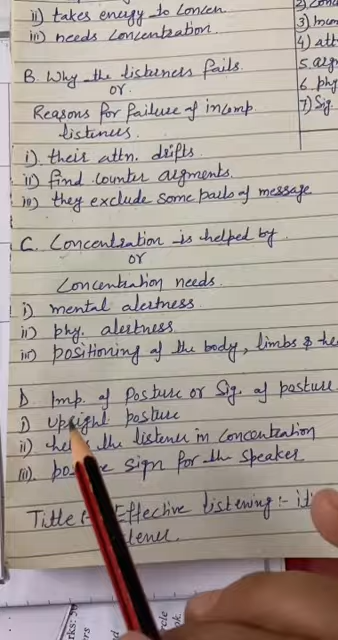 ii) takes energy to concen.
iii) needs concentration.
B. Why the listeners fails.
or
Reasons for failure of incomp.
listeners.
i). their attn. drifts.
ii) find counter argments.
iii) they exclude some parts of message
C. Concentration is helped by
or
Concentration needs.
i) mental alertness.
ii) phy. alertness
iii) positioning of the body, limbs &
D. Imp. of Posture or Sig. of posture
i) upright posture
ii) the listener in concentration
iii). sign for the speaker
Title :- Effective listening :-
3)
4) att
5.
6. phy
7) Sig.